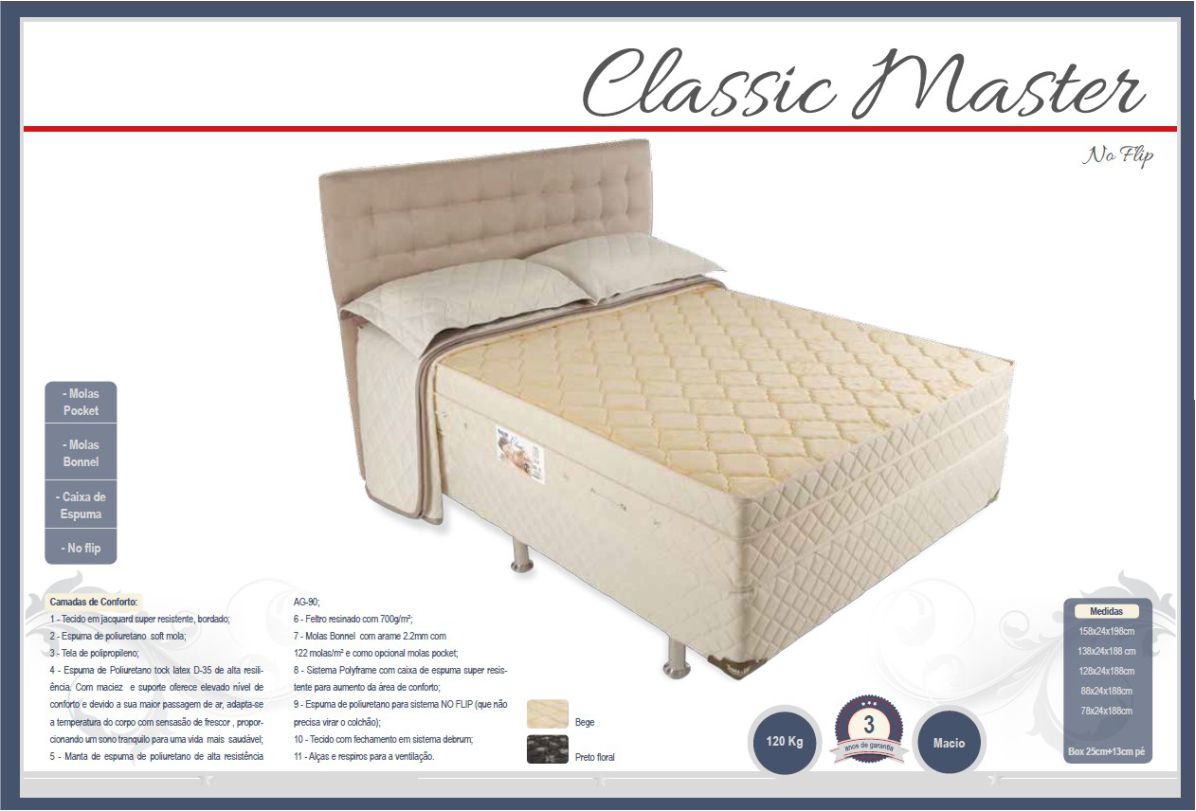 Classic Master
No Flip
- Molas
Pocket
- Molas
Bonnel
- Caixa de
Espuma
- No flip
Camadas de Conforto:
1 - Tecido em jacquard super resistente, bordado;
2 - Espuma de poliuretano soft mola;
3 - Tela de polipropileno;
4 - Espuma de Poliuretano tock latex D-35 de alta resili-
ência. Com maciez e suporte oferece elevado nível de
conforto e devido a sua maior passagem de ar, adapta-se
a temperatura do corpo com sensasão de frescor , propor-
cionando um sono tranquilo para uma vida mais saudável;
5 - Manta de espuma de poliuretano de alta resistência
AG-90;
6 - Feltro resinado com 700g/m²;
7 - Molas Bonnel com arame 2.2mm com
122 molas/m² e como opcional molas pocket;
8 - Sistema Polyframe com caixa de espuma super resis-
tente para aumento da área de conforto;
9 - Espuma de poliuretano para sistema NO FLIP (que não
precisa virar o colchão);
10 - Tecido com fechamento em sistema debrum;
11 - Alças e respiros para a ventilação.
Bege
Preto floral
120 Kg
3
anos de garantia
Macio
Medidas
158x24x198cm
138x24x188 cm
128x24x188cm
88x24x188cm
78x24x188cm
Box 25cm+13cm pé